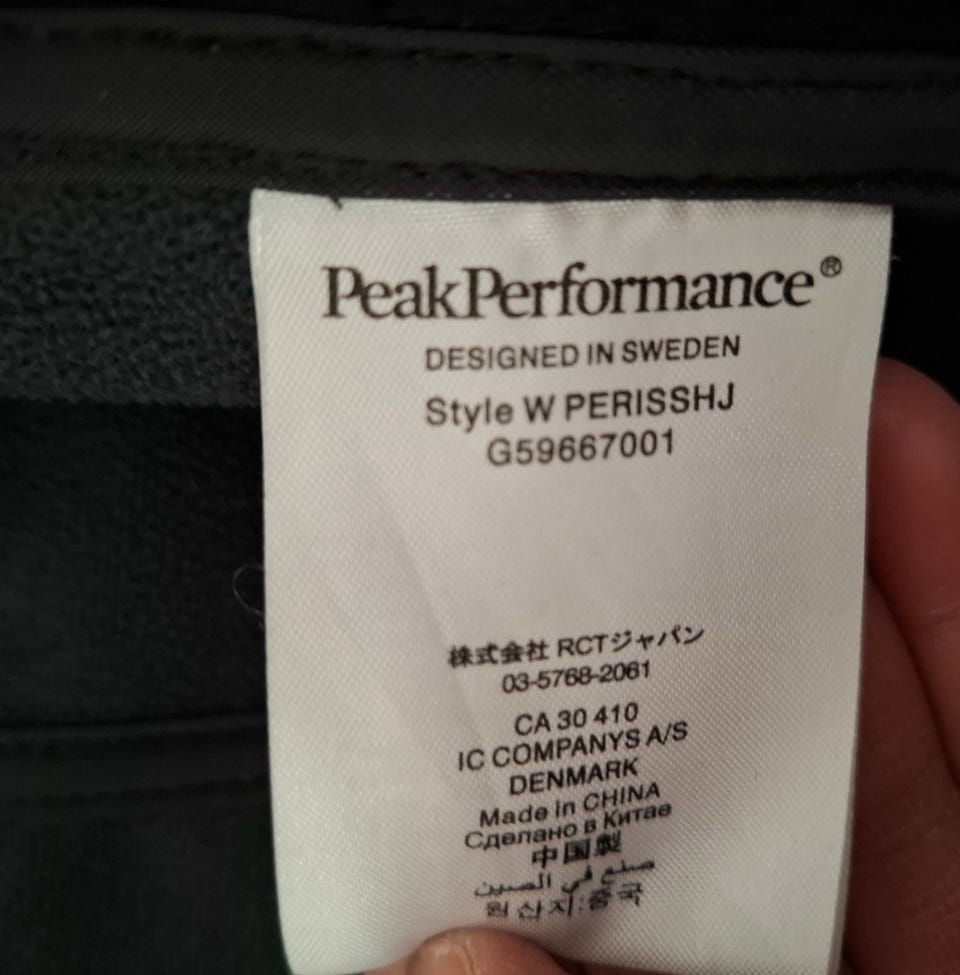 PeakPerformance®
DESIGNED IN SWEDEN
Style W PERISSHJ
G59667001
株式会社 RCTジャパン
03-5768-2061
CA 30 410
IC COMPANYS A/S
DENMARK
Made in CHINA
Сделано в Китае
中国製
صنع في الصين
원산지:중국